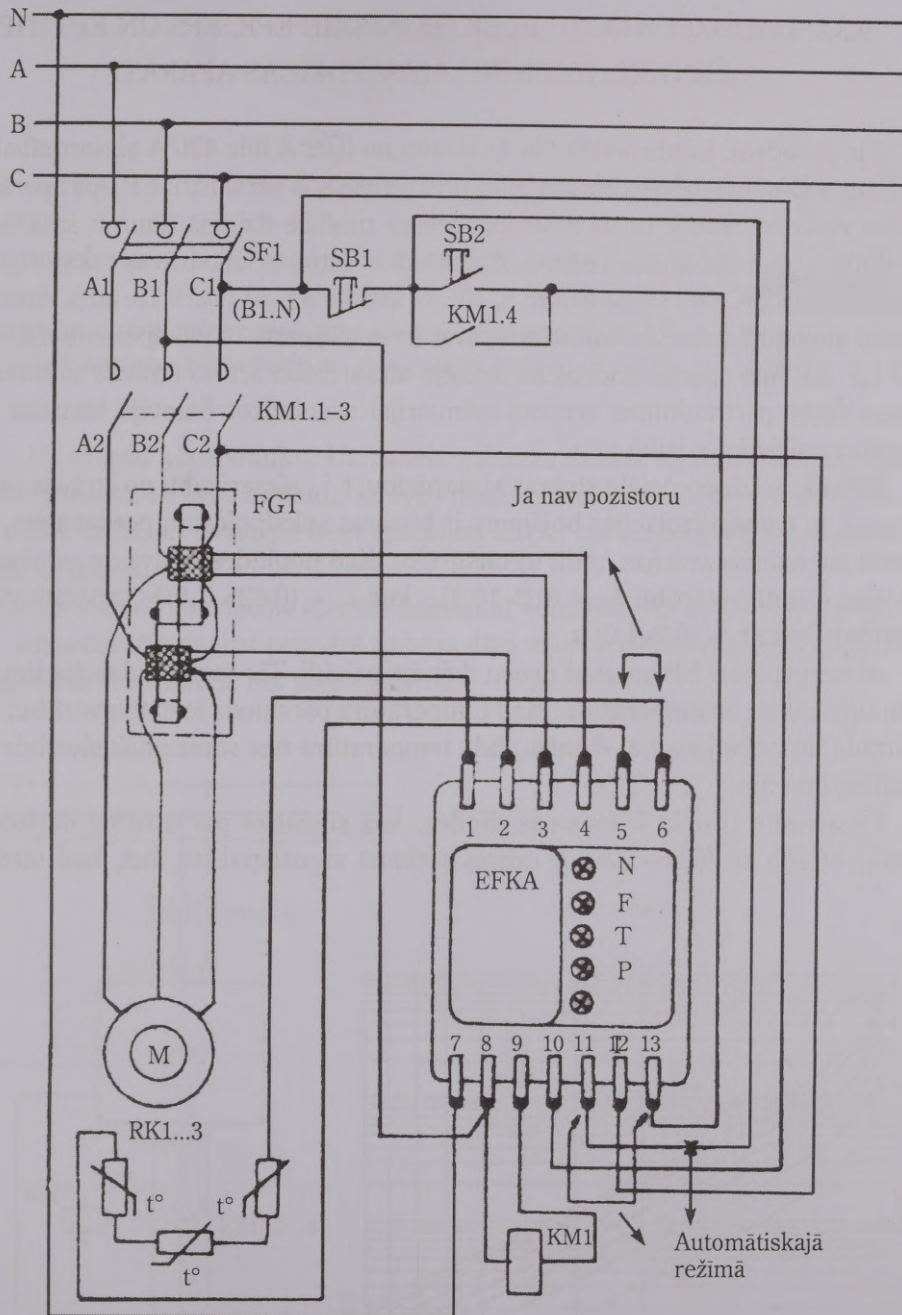 N
A
B
C
SF1
SB1
SB2
A1 B1 C1
(B1.N)
KM1.4
KM1.1–3
A2 B2 C2
FGT
Ja nav pozistoru
1 2 3 4 5 6
EFKA
N
F
T
P
7 8 9 10 11 12 13
M
RK1...3
t°
t°
t°
KM1
Automātiskajā
režīmā